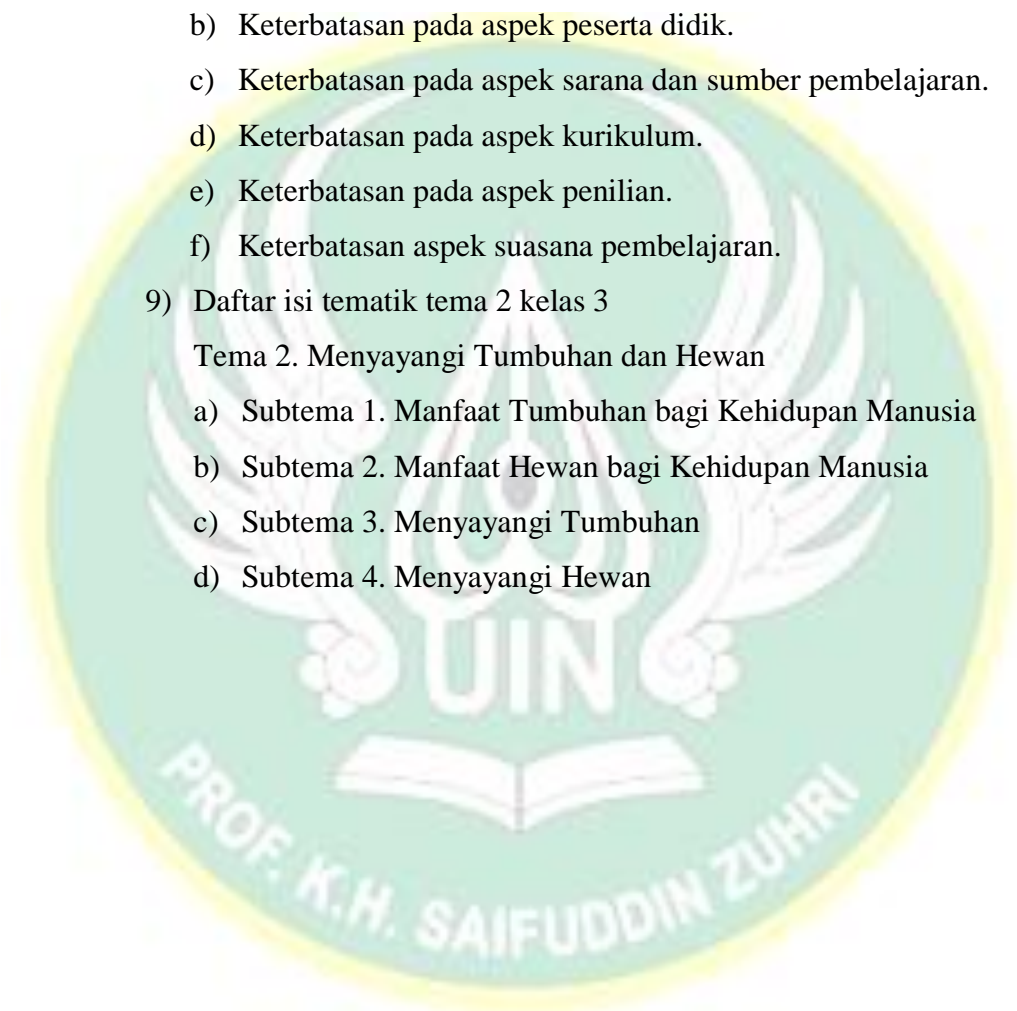 b) Keterbatasan pada aspek peserta didik.
c) Keterbatasan pada aspek sarana dan sumber pembelajaran.
d) Keterbatasan pada aspek kurikulum.
e) Keterbatasan pada aspek penilian.
f) Keterbatasan aspek suasana pembelajaran.
9) Daftar isi tematik tema 2 kelas 3
Tema 2. Menyayangi Tumbuhan dan Hewan
a) Subtema 1. Manfaat Tumbuhan bagi Kehidupan Manusia
b) Subtema 2. Manfaat Hewan bagi Kehidupan Manusia
c) Subtema 3. Menyayangi Tumbuhan
d) Subtema 4. Menyayangi Hewan
UIN
PROF. K.H. SAIFUDDIN ZUHRI